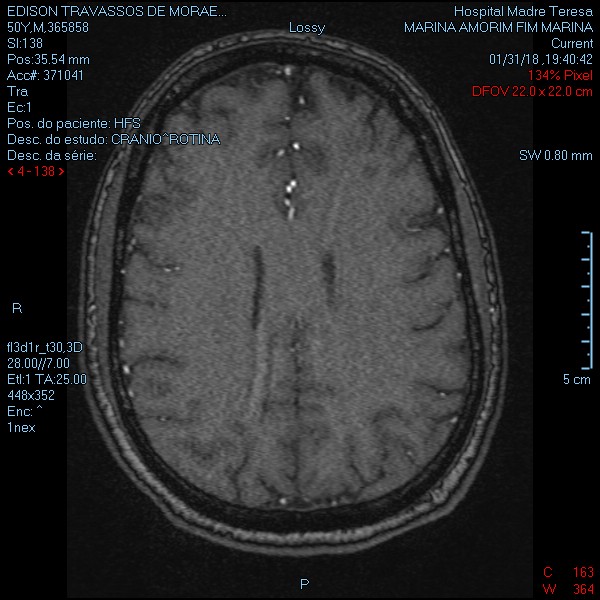 EDISON TRAVASSOS DE MORAE...
50Y,M,365858
Sl:138
Pos:35.54 mm
Acc#: 371041
Tra
Ec:1
Pos. do paciente: HFS
Desc. do estudo: CRANIO^ROTINA
Desc. da série:
< 4 - 138 >
Lossy
Hospital Madre Teresa
MARINA AMORIM FIM MARINA
Current
01/31/18 ,19:40:42
134% Pixel
DFOV 22.0 x 22.0 cm
SW 0.80 mm
R
fl3d1r_t30,3D
28.00//7.00
Etl:1 TA:25.00
448x352
Enc: ^
1nex
5 cm
P
C 163
W 364